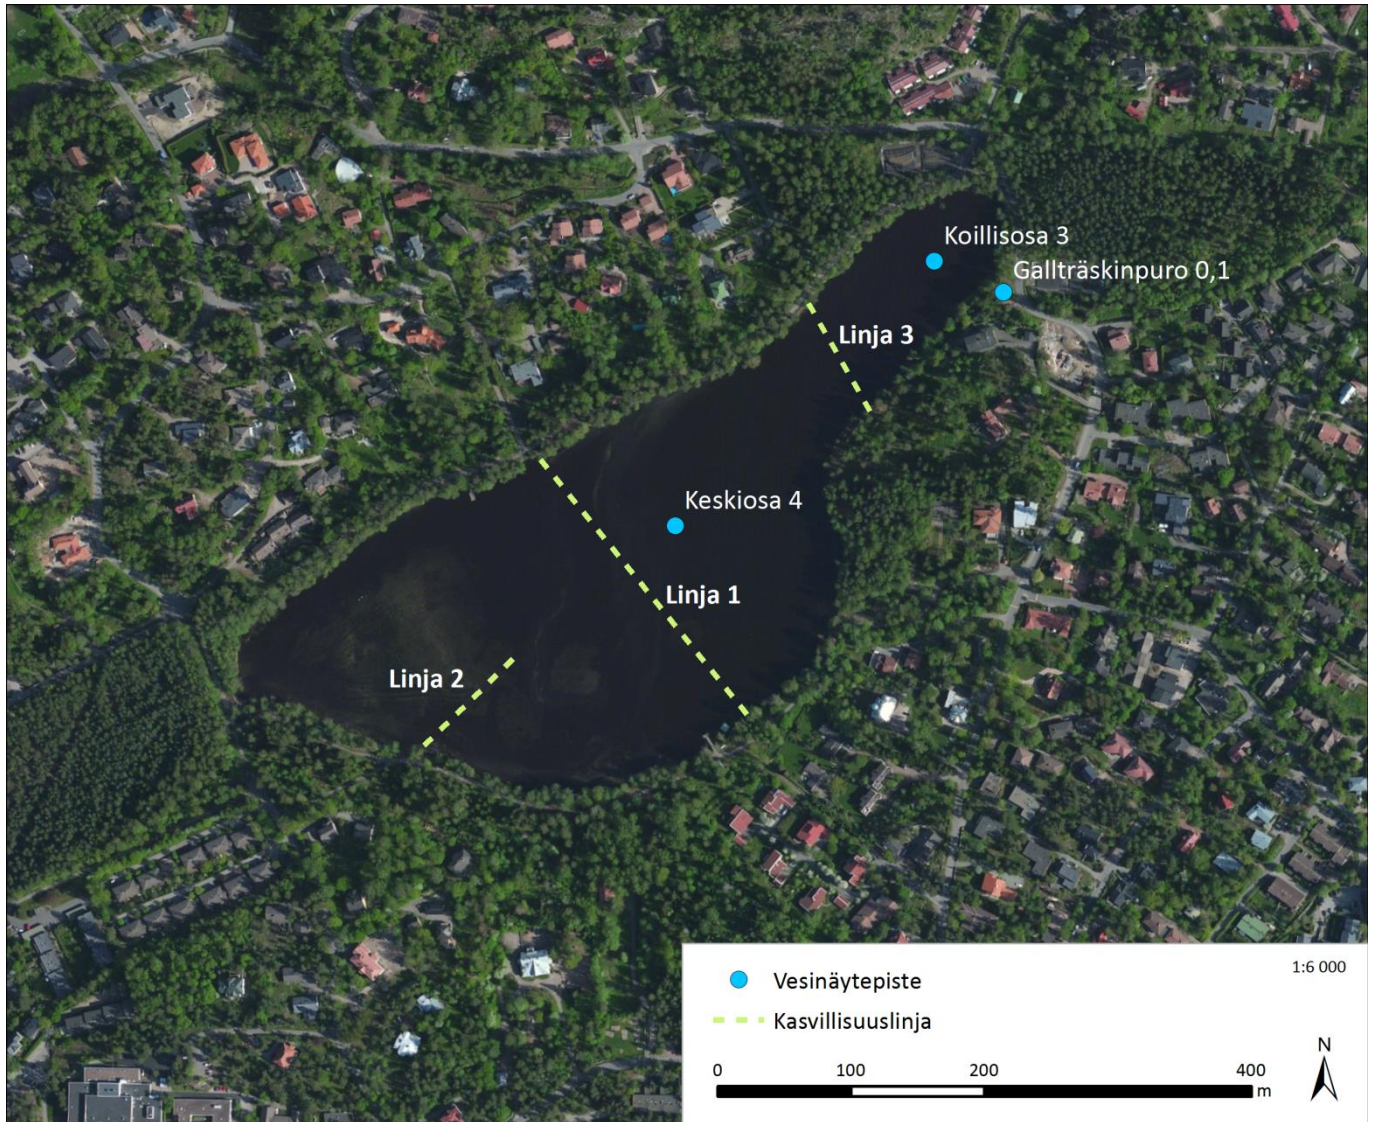 Koillisosa 3
Gallträskinpuro 0,1
Linja 3
Keskiosa 4
Linja 1
Linja 2
1:6 000
Vesinäytepiste
Kasvillisuuslinja
N
0 100 200 400
m